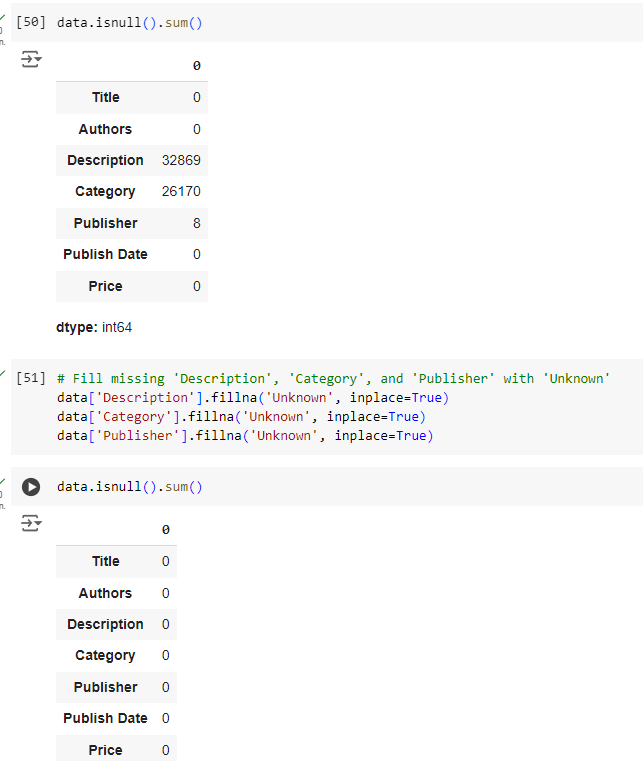 [50] data.isnull().sum()
0
Title 0
Authors 0
Description 32869
Category 26170
Publisher 8
Publish Date 0
Price 0
dtype: int64
[51] # Fill missing 'Description', 'Category', and 'Publisher' with 'Unknown'
data['Description'].fillna('Unknown', inplace=True)
data['Category'].fillna('Unknown', inplace=True)
data['Publisher'].fillna('Unknown', inplace=True)
data.isnull().sum()
0
Title 0
Authors 0
Description 0
Category 0
Publisher 0
Publish Date 0
Price 0